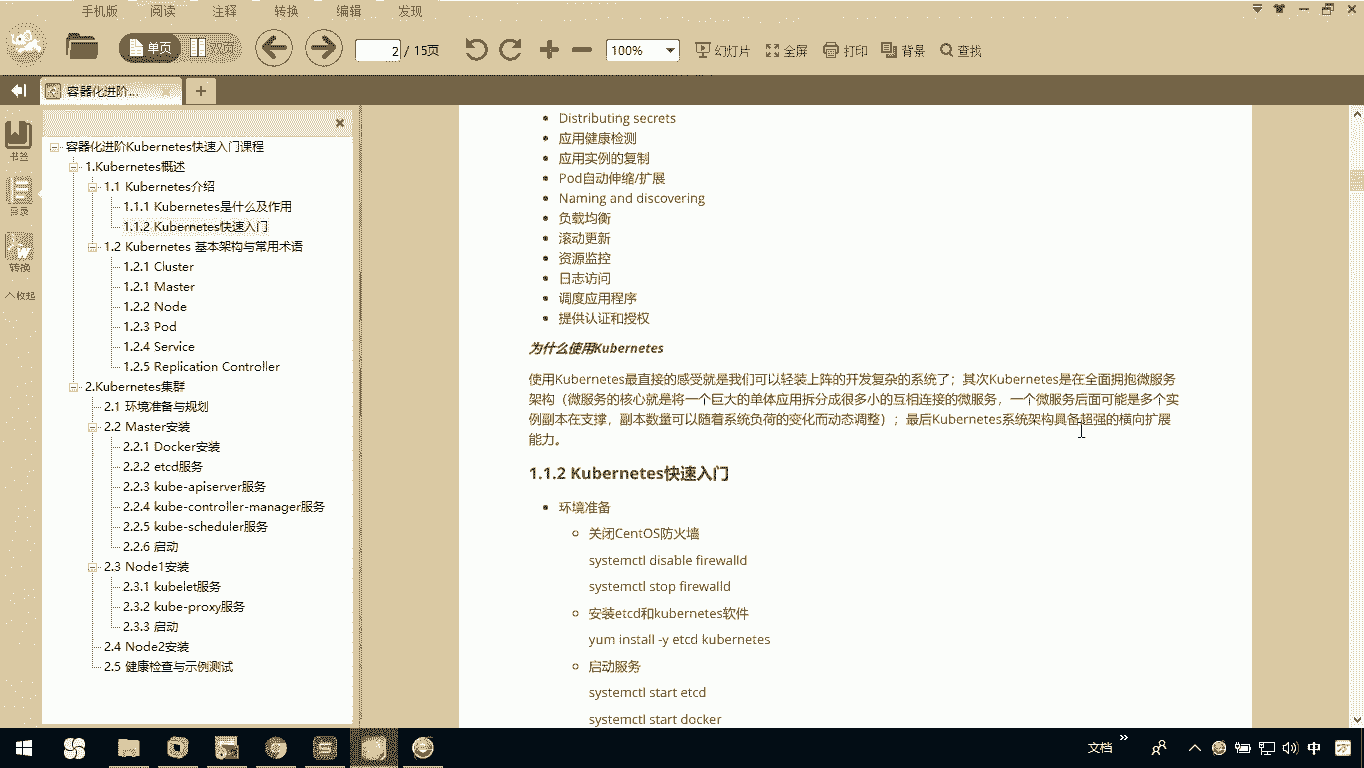 手机版 阅读 注释 转换 编辑 发现
单页 双页 2 / 15页 100% 幻灯片 全屏 打印 背景 查找
容器化进阶...
书签
目录
转换
收起
容器化进阶Kubernetes快速入门课程
1.Kubernetes概述
1.1 Kubernetes介绍
1.1.1 Kubernetes是什么及作用
1.1.2 Kubernetes快速入门
1.2 Kubernetes 基本架构与常用术语
1.2.1 Cluster
1.2.1 Master
1.2.2 Node
1.2.3 Pod
1.2.4 Service
1.2.5 Replication Controller
2.Kubernetes集群
2.1 环境准备与规划
2.2 Master安装
2.2.1 Docker安装
2.2.2 etcd服务
2.2.3 kube-apiserver服务
2.2.4 kube-controller-manager服务
2.2.5 kube-scheduler服务
2.2.6 启动
2.3 Node1安装
2.3.1 kubelet服务
2.3.2 kube-proxy服务
2.3.3 启动
2.4 Node2安装
2.5 健康检查与示例测试
Distributing secrets
应用健康检测
应用实例的复制
Pod自动伸缩/扩展
Naming and discovering
负载均衡
滚动更新
资源监控
日志访问
调度应用程序
提供认证和授权
为什么使用Kubernetes
使用Kubernetes最直接的感受就是我们可以轻装上阵的开发复杂的系统了；其次Kubernetes是在全面拥抱微服务
架构（微服务的核心就是将一个巨大的单体应用拆分成很多小的互相连接的微服务，一个微服务后面可能是多个实
例副本在支撑，副本数量可以随着系统负荷的变化而动态调整）；最后Kubernetes系统架构具备超强的横向扩展
能力。
1.1.2 Kubernetes快速入门
环境准备
关闭CentOS防火墙
systemctl disable firewalld
systemctl stop firewalld
安装etcd和kubernetes软件
yum install -y etcd kubernetes
启动服务
systemctl start etcd
systemctl start docker
文档 中